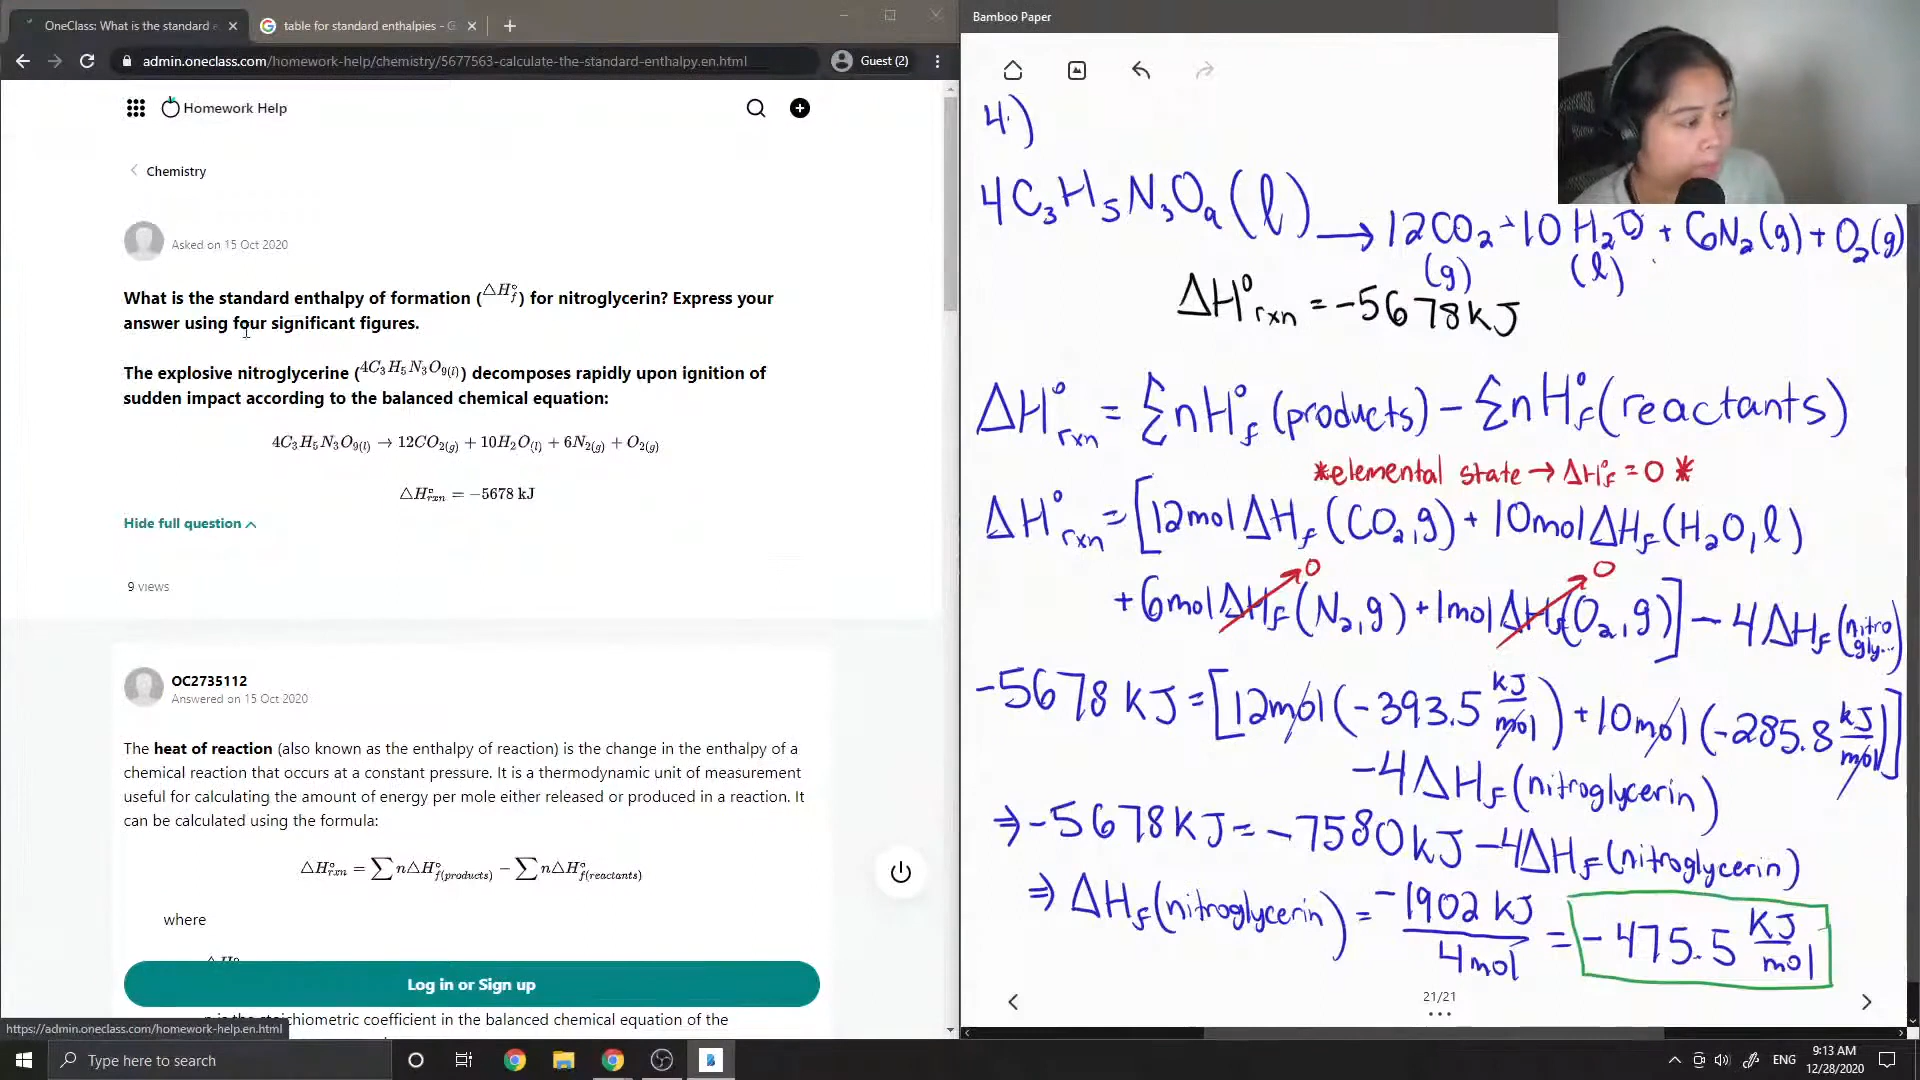 OneClass: What is the standard e
table for standard enthalpies - G
Bamboo Paper
admin.oneclass.com/homework-help/chemistry/5677563-calculate-the-standard-enthalpy.en.html
Guest (2)
Homework Help
Chemistry
Asked on 15 Oct 2020
What is the standard enthalpy of formation (△H°f) for nitroglycerin? Express your
answer using four significant figures.
The explosive nitroglycerine (4C3H5N3O9(l)) decomposes rapidly upon ignition of
sudden impact according to the balanced chemical equation:
4C3H5N3O9(l) → 12CO2(g) + 10H2O(l) + 6N2(g) + O2(g)
△H°rxn = −5678 kJ
Hide full question
9 views
OC2735112
Answered on 15 Oct 2020
The heat of reaction (also known as the enthalpy of reaction) is the change in the enthalpy of a
chemical reaction that occurs at a constant pressure. It is a thermodynamic unit of measurement
useful for calculating the amount of energy per mole either released or produced in a reaction. It
can be calculated using the formula:
△H°rxn = ∑ n△H°f(products) − ∑ n△H°f(reactants)
where
Log in or Sign up
stoichiometric coefficient in the balanced chemical equation of the
https://admin.oneclass.com/homework-help.en.html
4.)
4C3H5N3O9(l) → 12CO2 + 10H2O + 6N2(g) + O2(g)
(g) (l)
ΔH°rxn = -5678 kJ
ΔH°rxn = ΣnH°f (products) - ΣnH°f (reactants)
*elemental state → ΔH°f = 0 *
ΔH°rxn = [12mol ΔHf (CO2,g) + 10mol ΔHf (H2O,l)
0 0
+ 6mol ΔHf (N2,g) + 1mol ΔHf (O2,g)] - 4ΔHf (nitro
gly...)
-5678 kJ = [12mol (-393.5 kJ/mol) + 10mol (-285.8 kJ/mol)]
-4ΔHf (nitroglycerin)
⇒ -5678 kJ = -7580 kJ - 4ΔHf (nitroglycerin)
⇒ ΔHf (nitroglycerin) = -1902 kJ/4mol = -475.5 kJ/mol
21/21
Type here to search
ENG
9:13 AM
12/28/2020